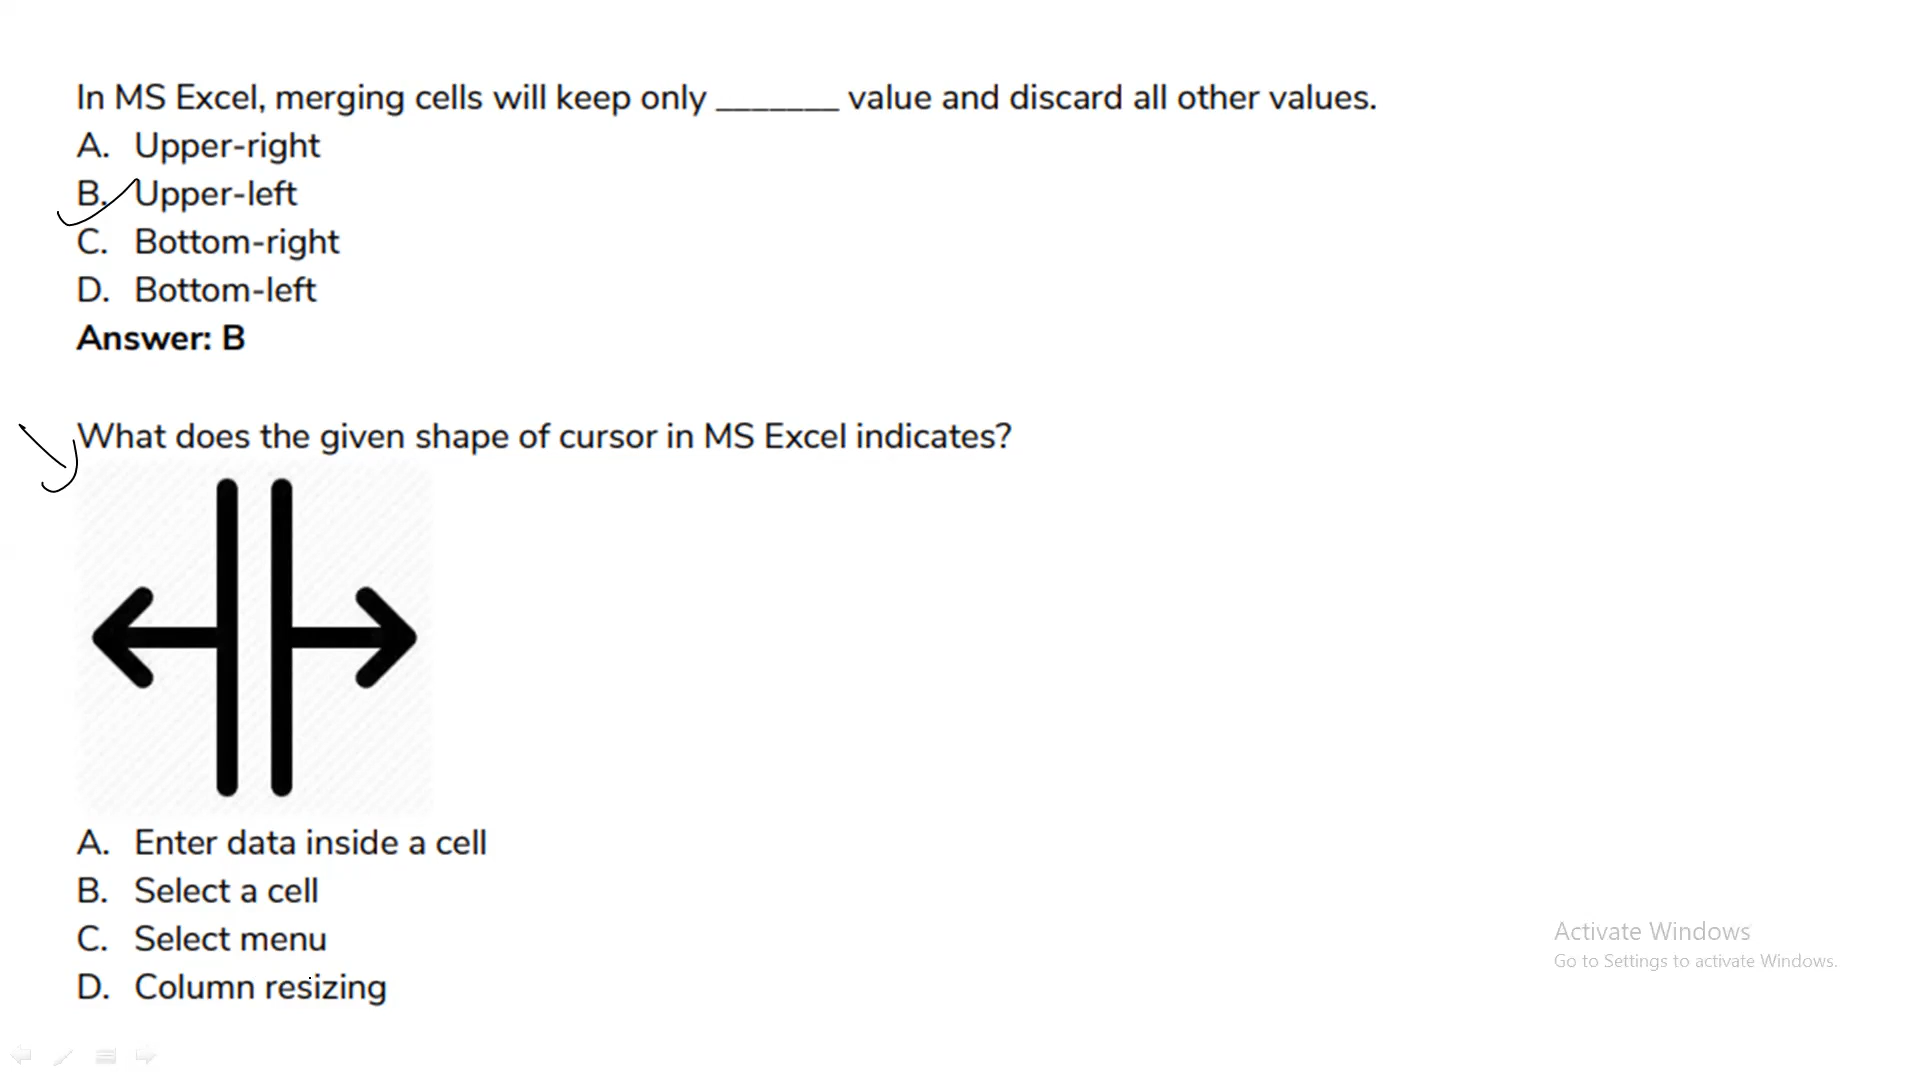 In MS Excel, merging cells will keep only _______ value and discard all other values.
A. Upper-right
B. Upper-left
C. Bottom-right
D. Bottom-left
Answer: B
What does the given shape of cursor in MS Excel indicates?
A. Enter data inside a cell
B. Select a cell
C. Select menu
D. Column resizing
Activate Windows
Go to Settings to activate Windows.